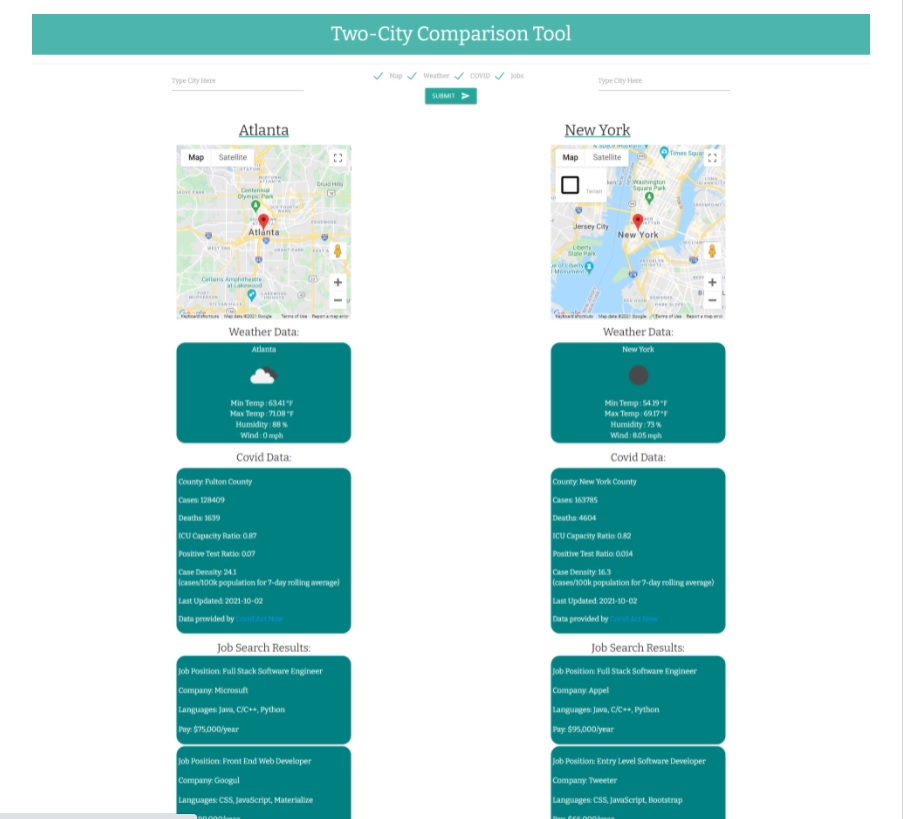 Two-City Comparison Tool
Type City Here
Map Weather COVID Jobs
Type City Here
SUBMIT
Atlanta
Map Satellite
Centennial
Olympic Park
Druid Hills
Atlanta
GRANT PARK
Cellairis Amphitheatre
at Lakewood
LAKEWOOD
HEIGHTS
Keyboard shortcuts Map data ©2021 Google Terms of Use Report a map error
Weather Data:
Atlanta
Min Temp : 63.41 °F
Max Temp : 71.08 °F
Humidity : 88 %
Wind : 0 mph
Covid Data:
County: Fulton County
Cases: 128409
Deaths: 1639
ICU Capacity Ratio: 0.87
Positive Test Ratio: 0.07
Case Density: 24.1
(cases/100k population for 7-day rolling average)
Last Updated: 2021-10-02
Data provided by Covid Act Now
Job Search Results:
Job Position: Full Stack Software Engineer
Company: Microsuft
Languages: Java, C/C++, Python
Pay: $75,000/year
Job Position: Front End Web Developer
Company: Googul
Languages: CSS, JavaScript, Materialize
New York
Map Satellite
Terrain
Times Squar
Washington
Square Park
Jersey City
New York
Liberty
State Park
ue of Liberty
Monument
BROOKLYN
HEIGHTS
Keyboard shortcuts Map data ©2021 Google Terms of Use Report a map error
Weather Data:
New York
Min Temp : 54.19 °F
Max Temp : 69.17 °F
Humidity : 73 %
Wind : 8.05 mph
Covid Data:
County: New York County
Cases: 163785
Deaths: 4604
ICU Capacity Ratio: 0.82
Positive Test Ratio: 0.014
Case Density: 16.3
(cases/100k population for 7-day rolling average)
Last Updated: 2021-10-02
Data provided by Covid Act Now
Job Search Results:
Job Position: Full Stack Software Engineer
Company: Appel
Languages: Java, C/C++, Python
Pay: $95,000/year
Job Position: Entry Level Software Developer
Company: Tweeter
Languages: CSS, JavaScript, Bootstrap